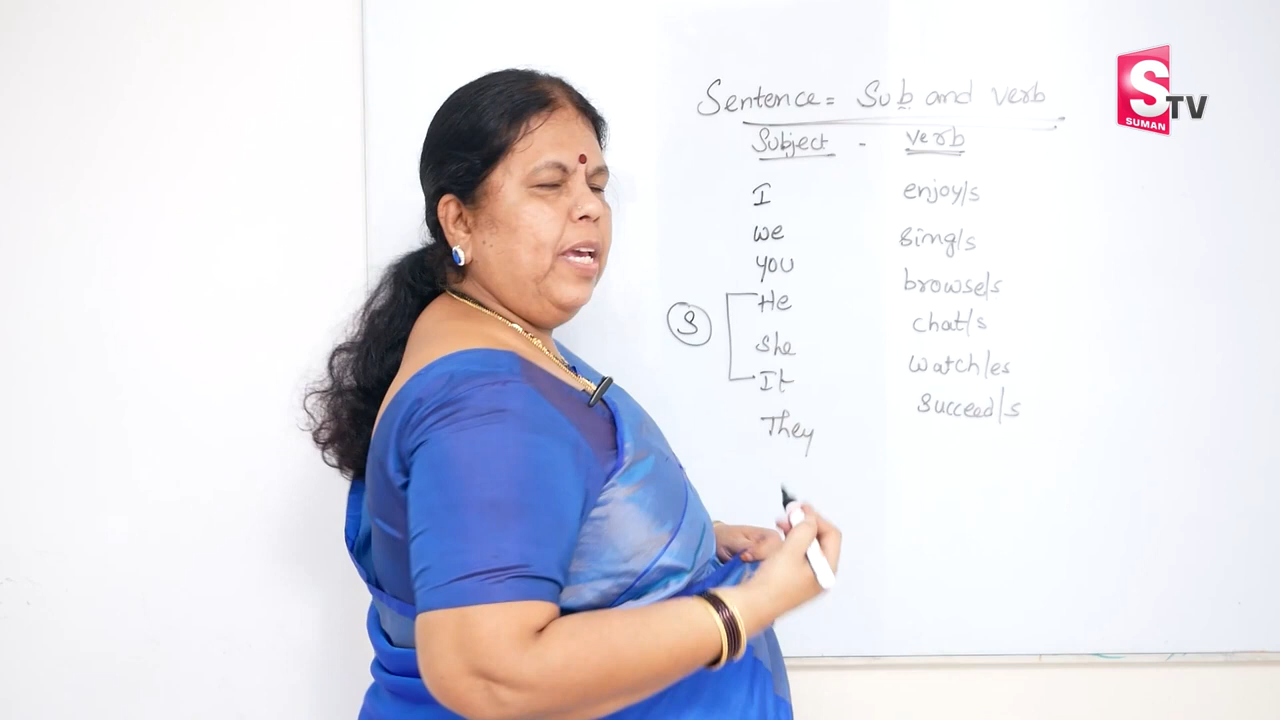 Sentence = Sub and verb
Subject - verb
I enjoy/s
we sing/s
you browse/s
He chat/s
She watch/es
It succeed/s
They
S
S TV
SUMAN